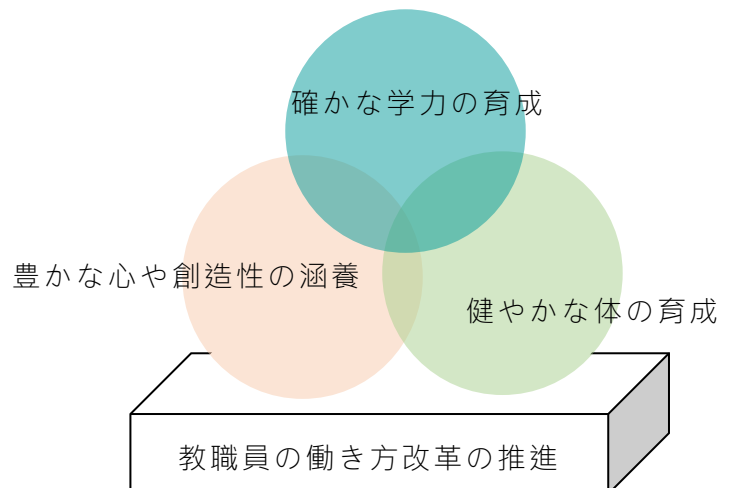 確かな学力の育成
豊かな心や創造性の涵養
健やかな体の育成
教職員の働き方改革の推進